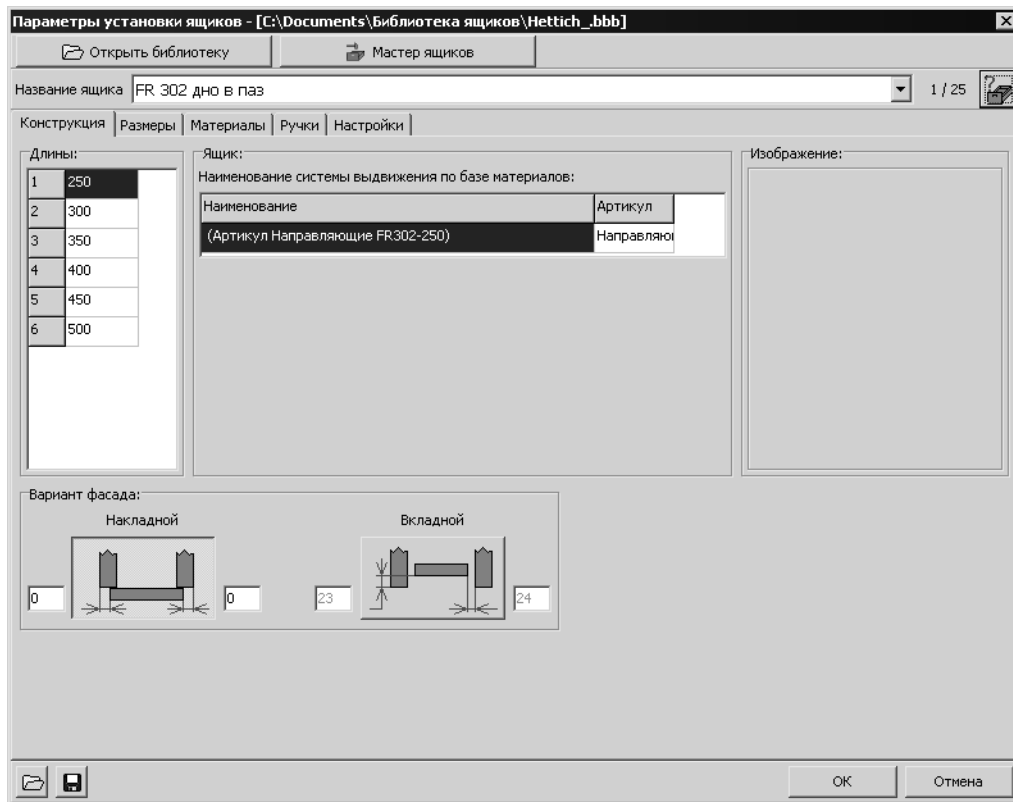 Параметры установки ящиков - [C:\Documents\Библиотека ящиков\Hettich_.bbb]
Открыть библиотеку
Мастер ящиков
Название ящика FR 302 дно в паз 1 / 25
Конструкция Размеры Материалы Ручки Настройки
Длины:
1 250
2 300
3 350
4 400
5 450
6 500
Ящик:
Наименование системы выдвижения по базе материалов:
Наименование Артикул
(Артикул Направляющие FR302-250) Направляющ
Изображение:
Вариант фасада:
Накладной Вкладной
0 0 23 24
OK Отмена